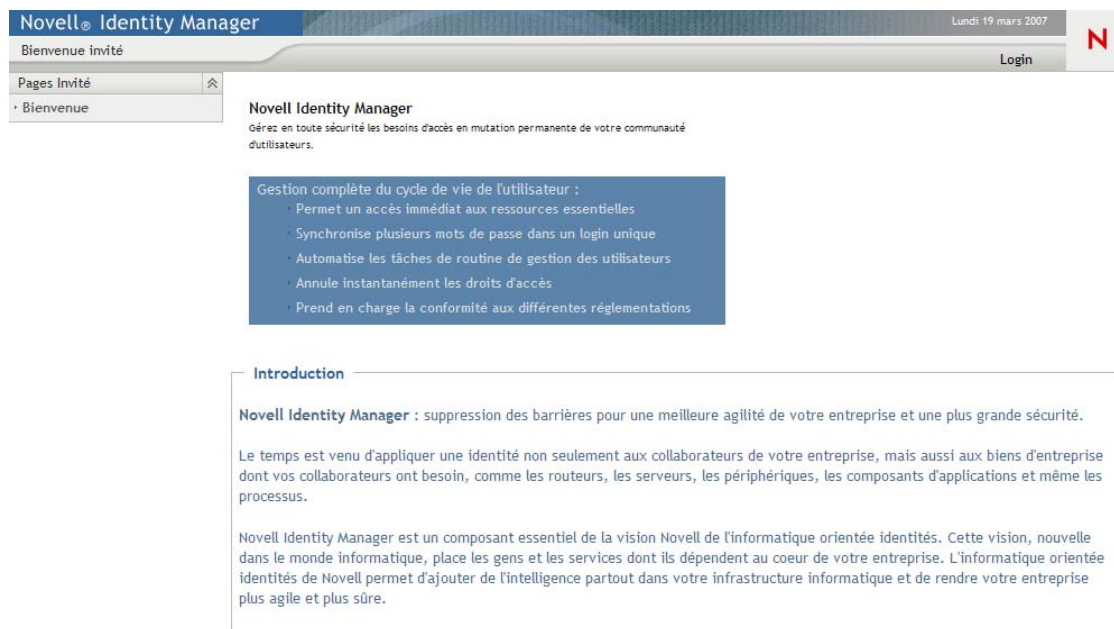 Novell® Identity Manager
Lundi 19 mars 2007
N
Bienvenue invité
Login
Pages Invité
· Bienvenue
Novell Identity Manager
Gérez en toute sécurité les besoins d'accès en mutation permanente de votre communauté
d'utilisateurs.
Gestion complète du cycle de vie de l'utilisateur :
· Permet un accès immédiat aux ressources essentielles
· Synchronise plusieurs mots de passe dans un login unique
· Automatise les tâches de routine de gestion des utilisateurs
· Annule instantanément les droits d'accès
· Prend en charge la conformité aux différentes réglementations
Introduction
Novell Identity Manager : suppression des barrières pour une meilleure agilité de votre entreprise et une plus grande sécurité.
Le temps est venu d'appliquer une identité non seulement aux collaborateurs de votre entreprise, mais aussi aux biens d'entreprise
dont vos collaborateurs ont besoin, comme les routeurs, les serveurs, les périphériques, les composants d'applications et même les
processus.
Novell Identity Manager est un composant essentiel de la vision Novell de l'informatique orientée identités. Cette vision, nouvelle
dans le monde informatique, place les gens et les services dont ils dépendent au coeur de votre entreprise. L'informatique orientée
identités de Novell permet d'ajouter de l'intelligence partout dans votre infrastructure informatique et de rendre votre entreprise
plus agile et plus sûre.